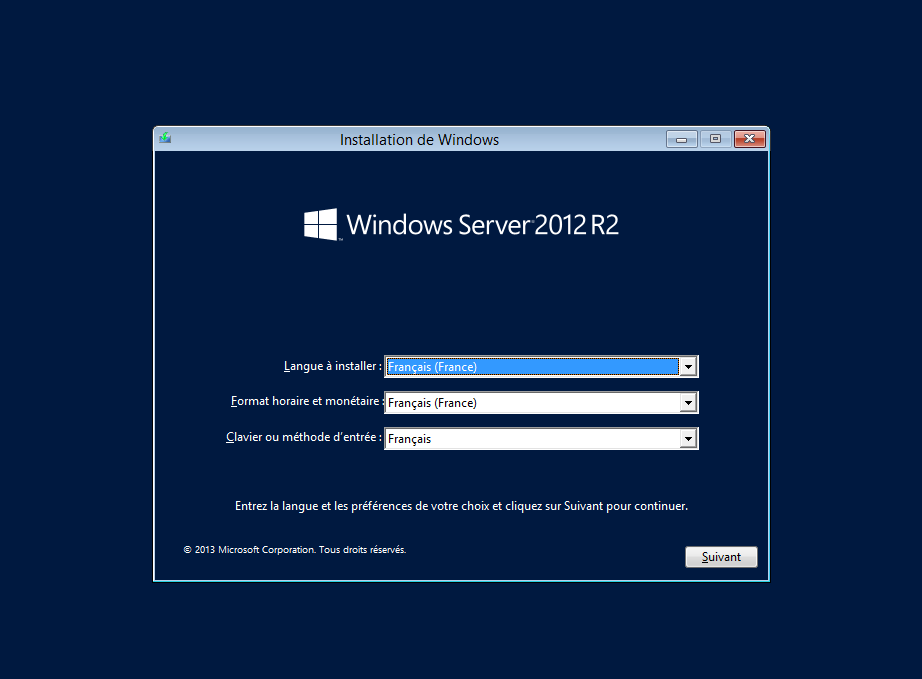 Installation de Windows
Windows Server 2012 R2
Langue à installer : Français (France)
Format horaire et monétaire : Français (France)
Clavier ou méthode d'entrée : Français
Entrez la langue et les préférences de votre choix et cliquez sur Suivant pour continuer.
© 2013 Microsoft Corporation. Tous droits réservés.
Suivant